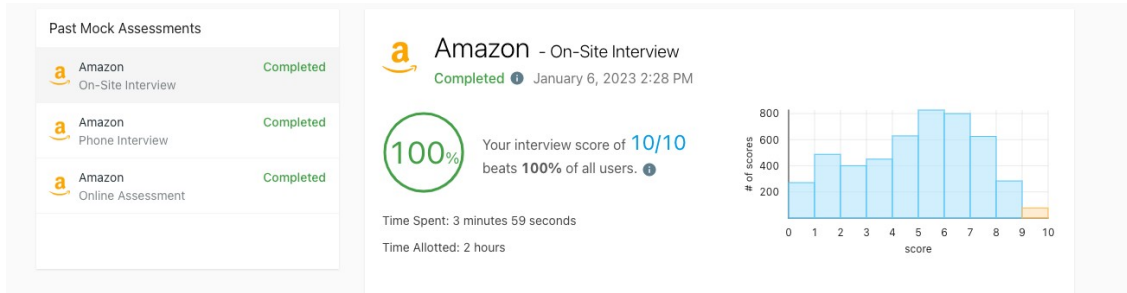 Past Mock Assessments
Amazon Completed
On-Site Interview
Amazon Completed
Phone Interview
Amazon Completed
Online Assessment
Amazon - On-Site Interview
Completed January 6, 2023 2:28 PM
100%
Your interview score of 10/10
beats 100% of all users.
Time Spent: 3 minutes 59 seconds
Time Allotted: 2 hours
# of scores
800
600
400
200
0 1 2 3 4 5 6 7 8 9 10
score